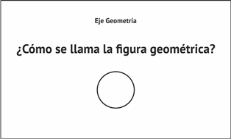 Eje Geometría
¿Cómo se llama la figura geométrica?